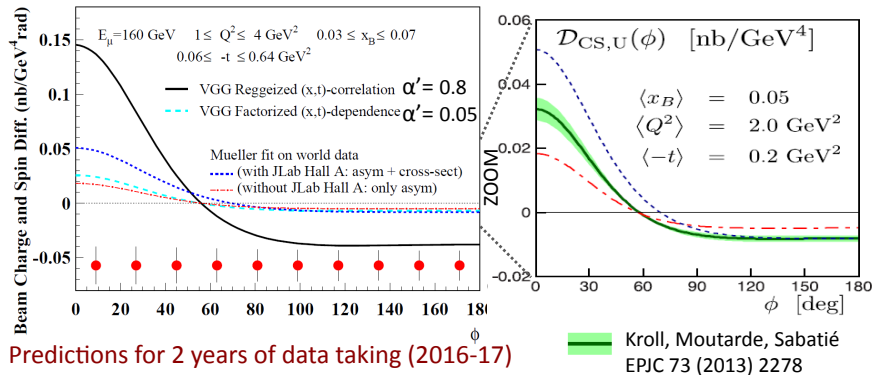 Beam Charge and Spin Diff. (nb/GeV⁴rad)
0.15
0.1
0.05
0
-0.05
E_μ=160 GeV 1≤ Q² ≤ 4 GeV² 0.03 ≤ x_B ≤ 0.07
0.06≤ -t ≤0.64 GeV²
VGG Reggeized (x,t)-correlation α′= 0.8
VGG Factorized (x,t)-dependence α′= 0.05
Mueller fit on world data
(with JLab Hall A: asym + cross-sect)
(without JLab Hall A: only asym)
0 20 40 60 80 100 120 140 160 180
ϕ
ZOOM
0.06
0.04
0.02
0
-0.02
𝒟_CS,U(ϕ) [nb/GeV⁴]
⟨x_B⟩ = 0.05
⟨Q²⟩ = 2.0 GeV²
⟨−t⟩ = 0.2 GeV²
0 30 60 90 120 150 180
ϕ [deg]
Predictions for 2 years of data taking (2016-17)
Kroll, Moutarde, Sabatié
EPJC 73 (2013) 2278